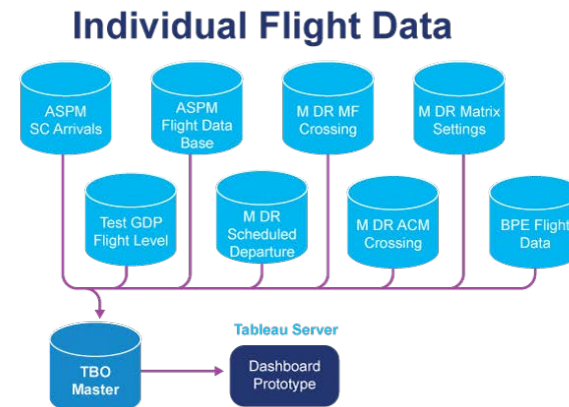 Individual Flight Data
ASPM
SC Arrivals
ASPM
Flight Data
Base
M DR MF
Crossing
M DR Matrix
Settings
Test GDP
Flight Level
M DR
Scheduled
Departure
M DR ACM
Crossing
BPE Flight
Data
TBO
Master
Tableau Server
Dashboard
Prototype